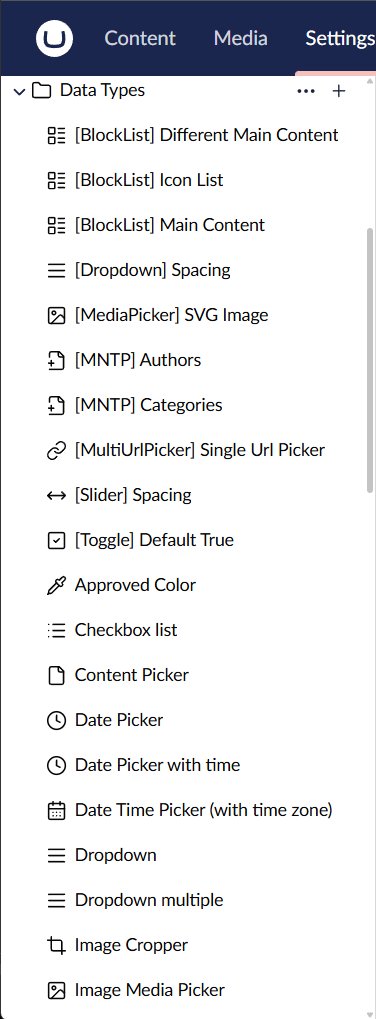 Content Media Settings
Data Types
[BlockList] Different Main Content
[BlockList] Icon List
[BlockList] Main Content
[Dropdown] Spacing
[MediaPicker] SVG Image
[MNTP] Authors
[MNTP] Categories
[MultiUrlPicker] Single Url Picker
[Slider] Spacing
[Toggle] Default True
Approved Color
Checkbox list
Content Picker
Date Picker
Date Picker with time
Date Time Picker (with time zone)
Dropdown
Dropdown multiple
Image Cropper
Image Media Picker